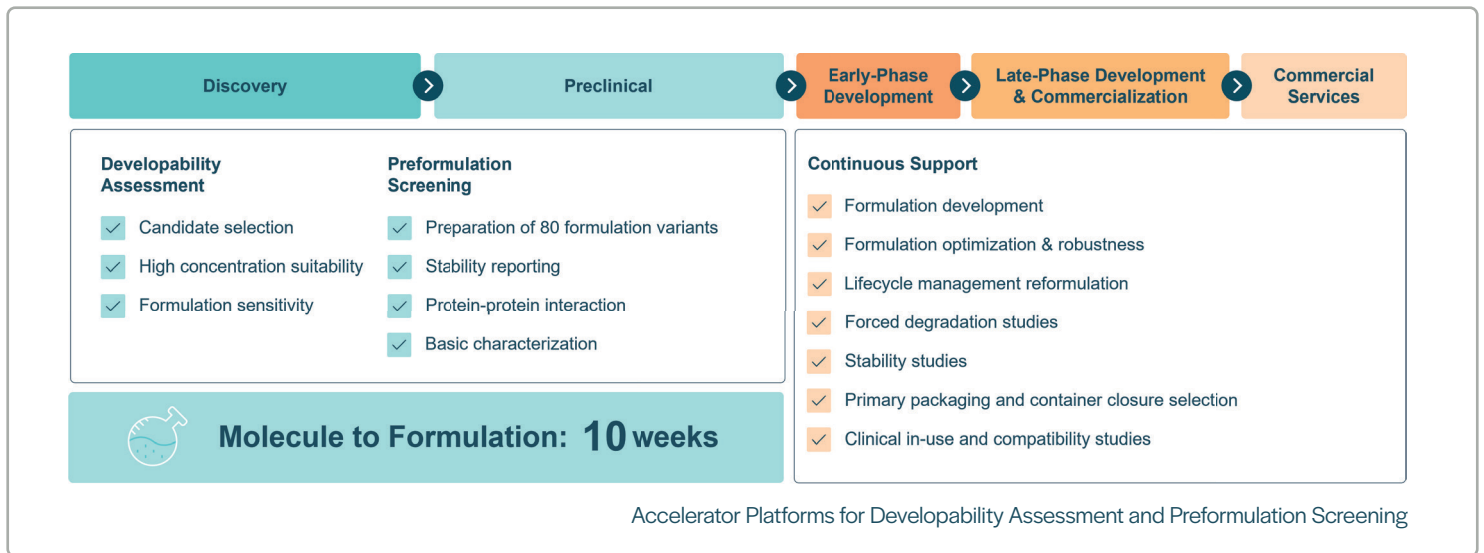 Discovery
Preclinical
Early-Phase
Development
Late-Phase Development
& Commercialization
Commercial
Services
Developability
Assessment
Candidate selection
High concentration suitability
Formulation sensitivity
Preformulation
Screening
Preparation of 80 formulation variants
Stability reporting
Protein-protein interaction
Basic characterization
Molecule to Formulation: 10 weeks
Continuous Support
Formulation development
Formulation optimization & robustness
Lifecycle management reformulation
Forced degradation studies
Stability studies
Primary packaging and container closure selection
Clinical in-use and compatibility studies
Accelerator Platforms for Developability Assessment and Preformulation Screening